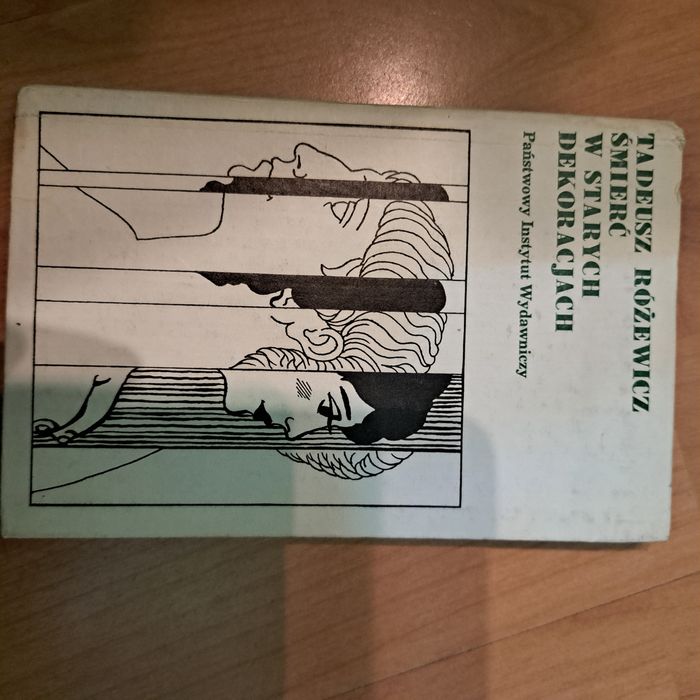 TADEUSZ RÓŻEWICZ
ŚMIERĆ
W STARYCH
DEKORACJACH
Państwowy Instytut Wydawniczy